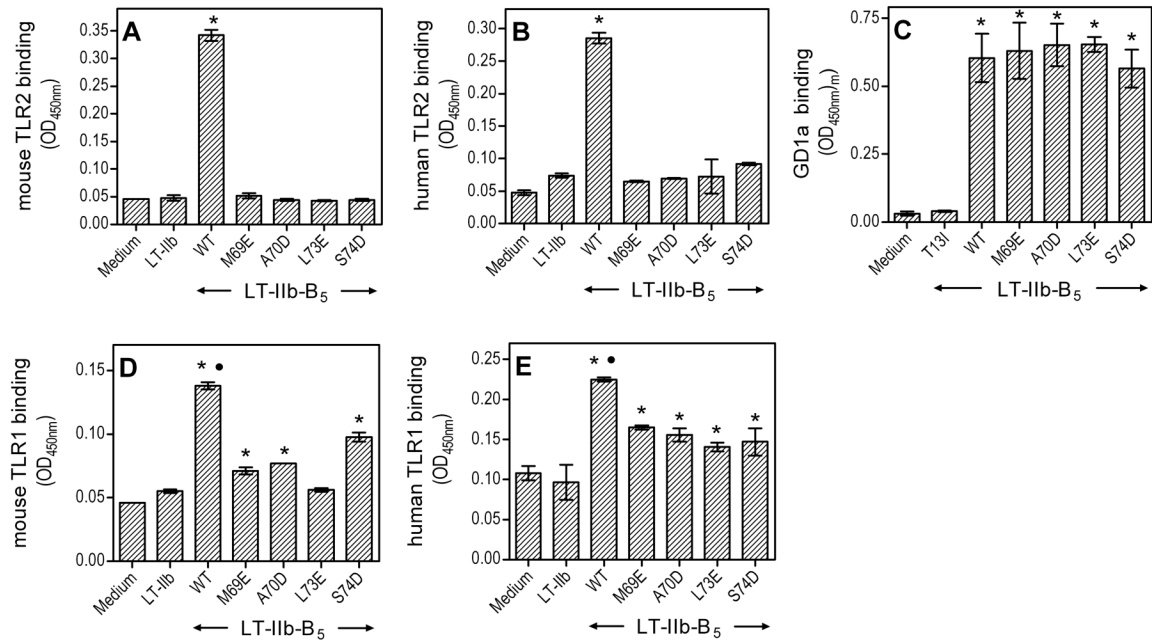 A
mouse TLR2 binding
(OD450nm)
0.35
0.30
0.25
0.20
0.15
0.10
0.05
0.00
*
Medium
LT-IIb
WT
M69E
A70D
L73E
S74D
← LT-IIb-B5 →
B
human TLR2 binding
(OD450nm)
0.30
0.25
0.20
0.15
0.10
0.05
0.00
*
Medium
LT-IIb
WT
M69E
A70D
L73E
S74D
← LT-IIb-B5 →
C
GD1a binding
(OD450nm)m
0.75
0.50
0.25
0.00
* * * * *
Medium
T13I
WT
M69E
A70D
L73E
S74D
← LT-IIb-B5 →
D
mouse TLR1 binding
(OD450nm)
0.15
0.10
0.05
0.00
* •
* * *
Medium
LT-IIb
WT
M69E
A70D
L73E
S74D
← LT-IIb-B5 →
E
human TLR1 binding
(OD450nm)
0.25
0.20
0.15
0.10
0.05
0.00
* •
* * * *
Medium
LT-IIb
WT
M69E
A70D
L73E
S74D
← LT-IIb-B5 →